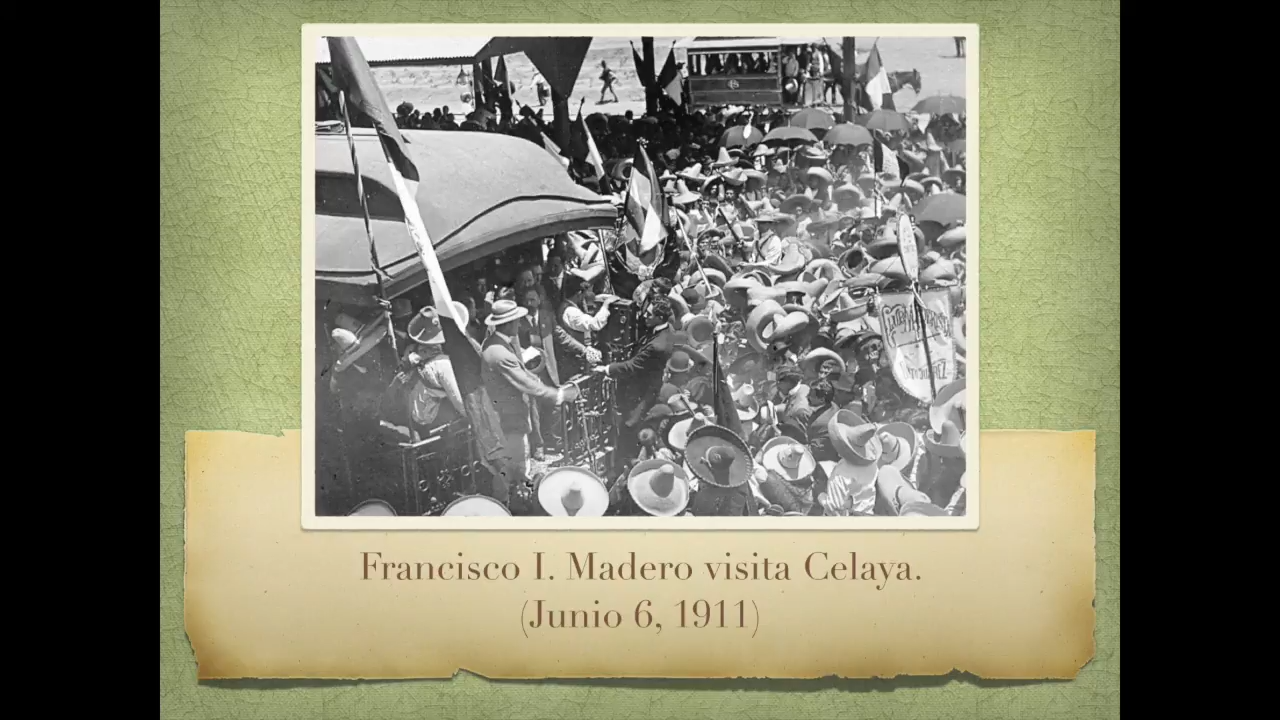 Francisco I. Madero visita Celaya.
(Junio 6, 1911)